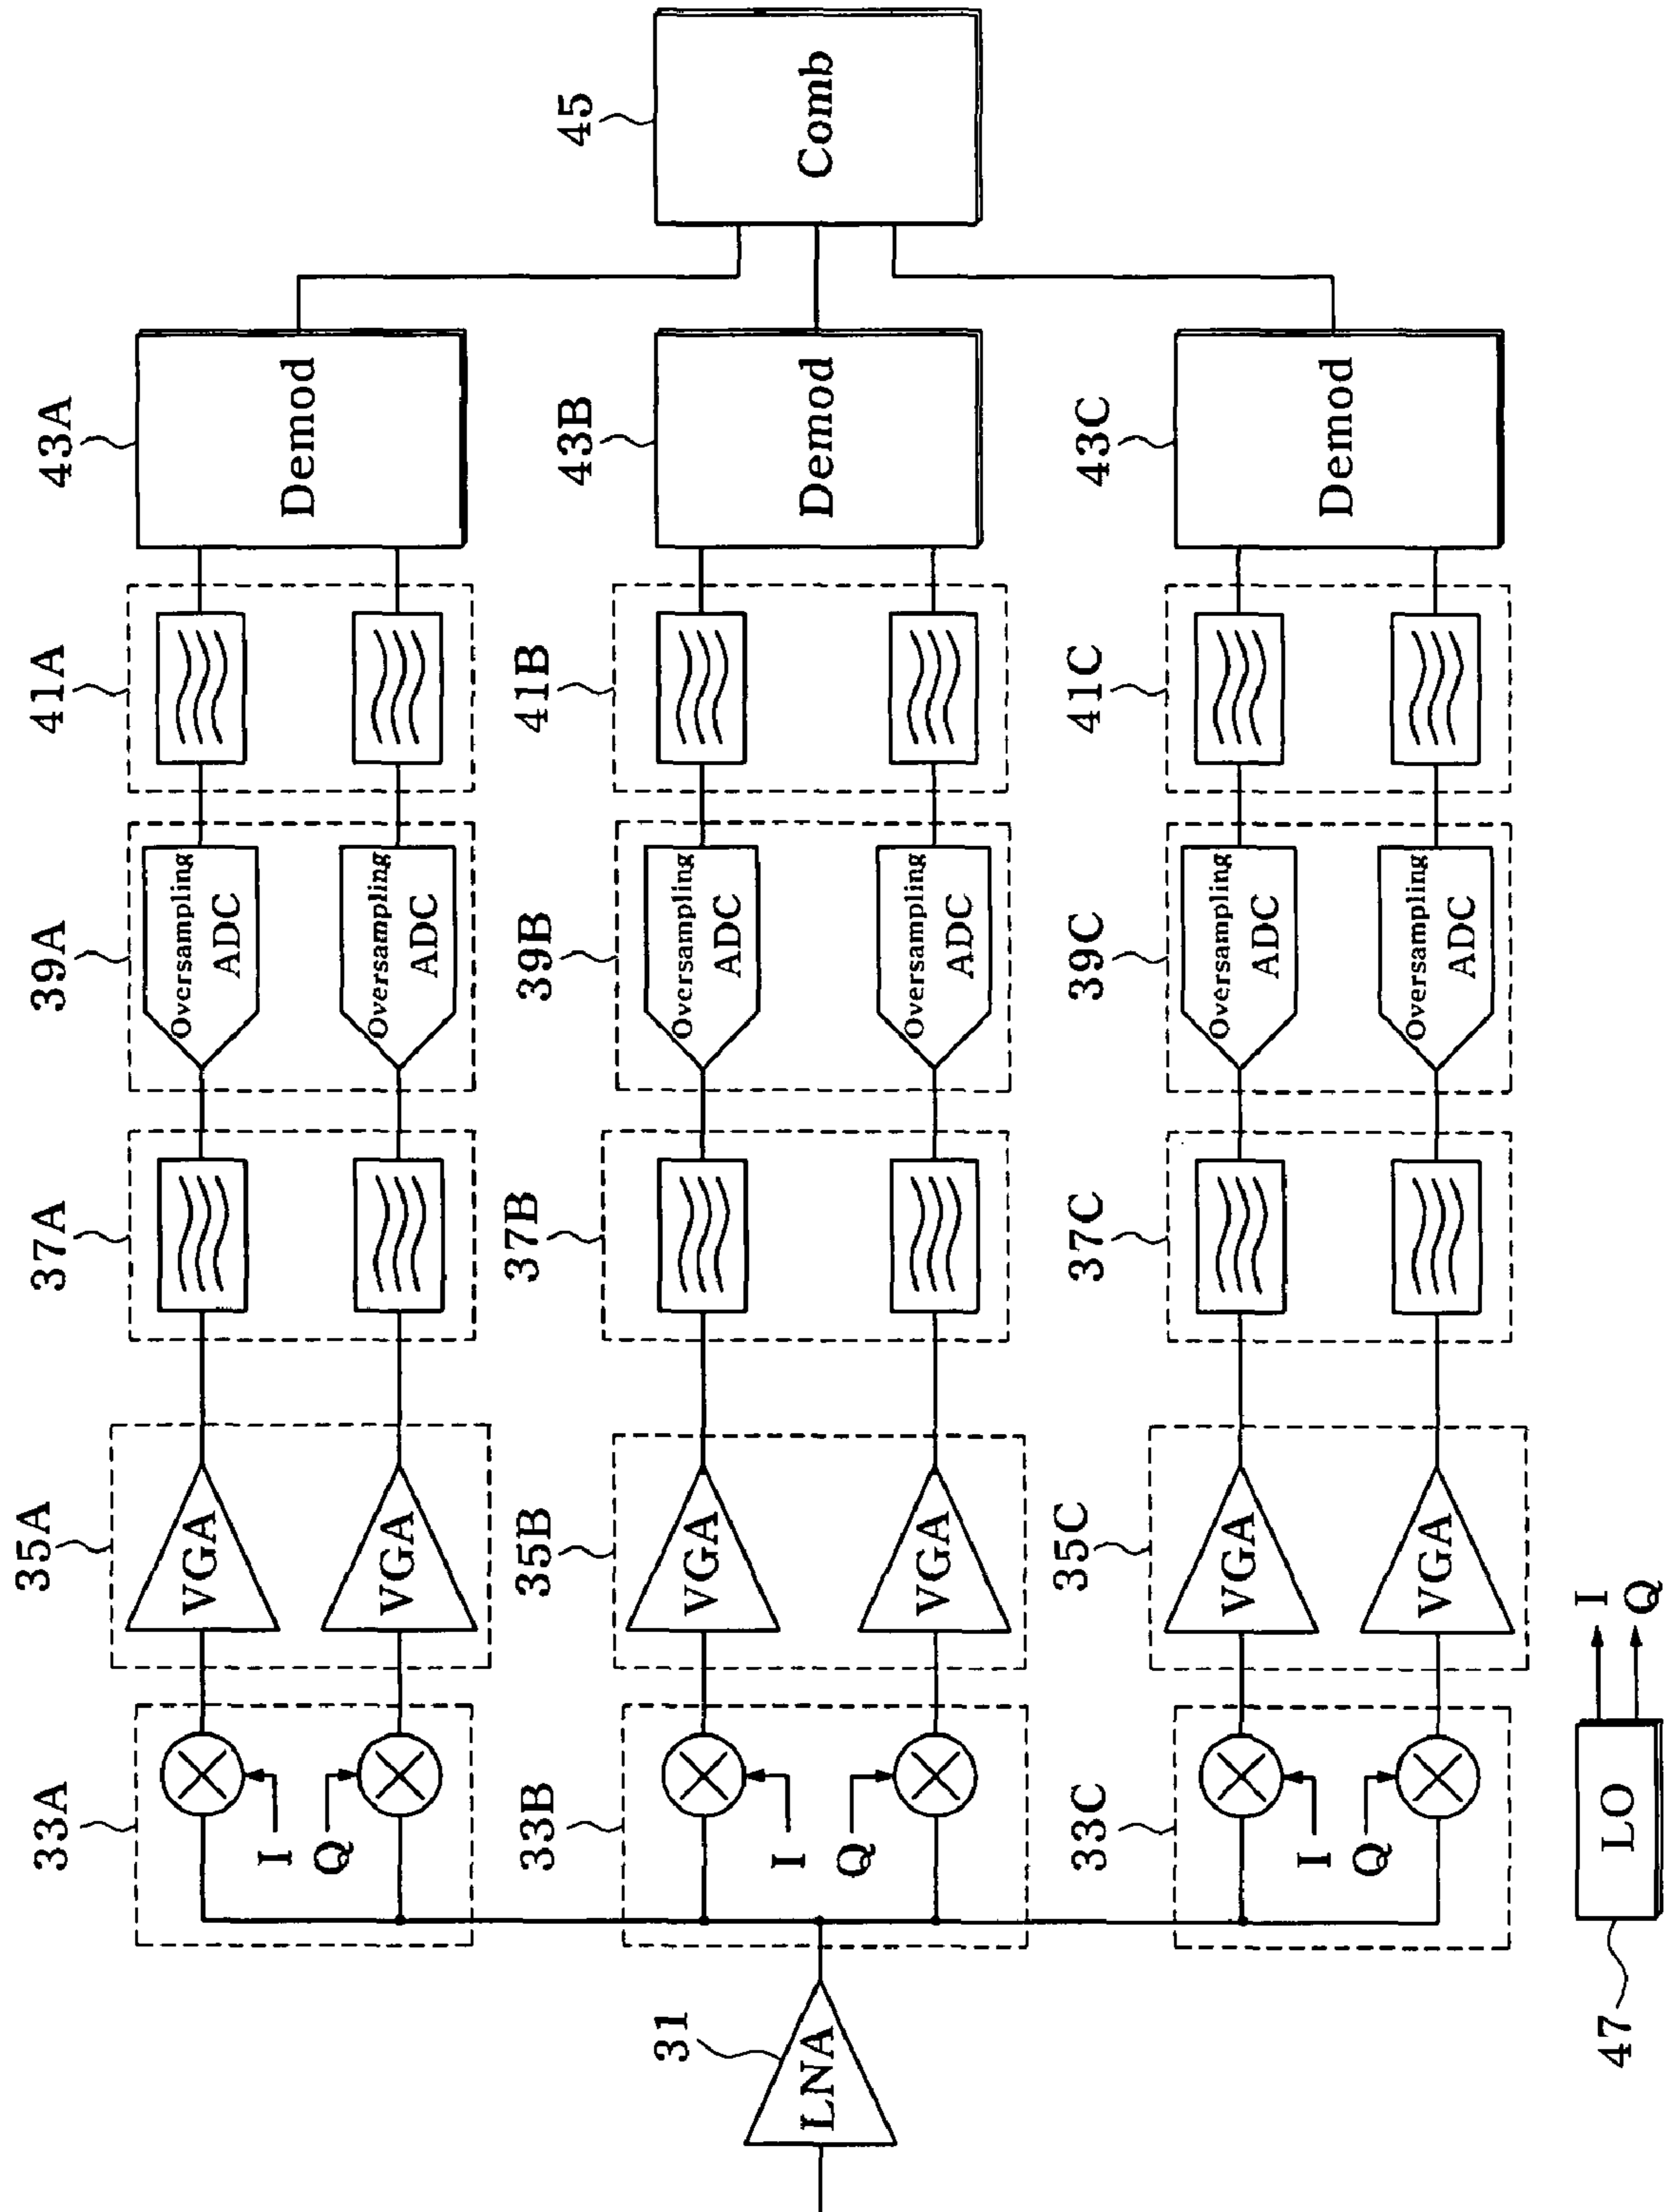 33A
35A
37A
39A
41A
43A
VGA
Oversampling
ADC
I
Q
Demod
VGA
Oversampling
ADC
33B
35B
37B
39B
41B
43B
45
31
LNA
VGA
Oversampling
ADC
I
Q
Demod
Comb
VGA
Oversampling
ADC
33C
35C
37C
39C
41C
43C
VGA
Oversampling
ADC
I
Q
Demod
VGA
Oversampling
ADC
47
LO
I
Q